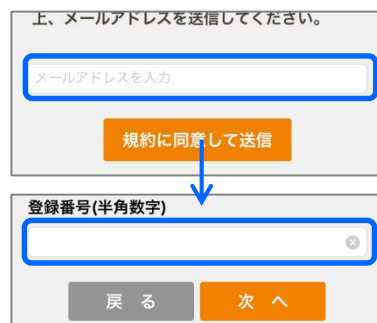 上、メールアドレスを送信してください。
メールアドレスを入力
規約に同意して送信
登録番号(半角数字)
戻 る
次 へ